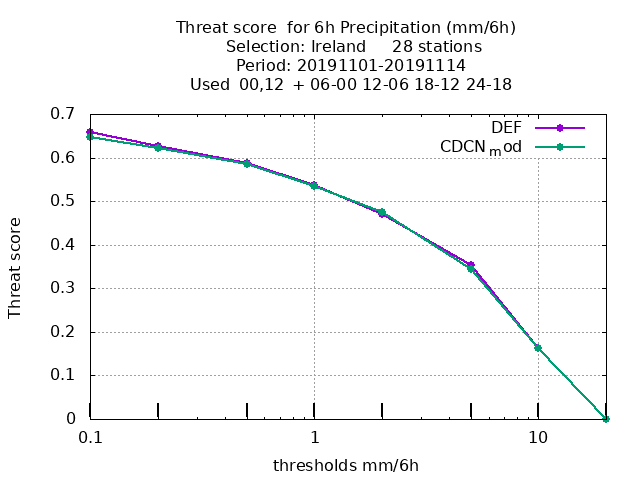 Threat score  for 6h Precipitation (mm/6h)
Selection: Ireland     28 stations
Period: 20191101-20191114
Used  00,12  + 06-00 12-06 18-12 24-18
DEF
CDCN_mod
0.7
0.6
0.5
0.4
0.3
0.2
0.1
0
Threat score
0.1
1
10
thresholds mm/6h